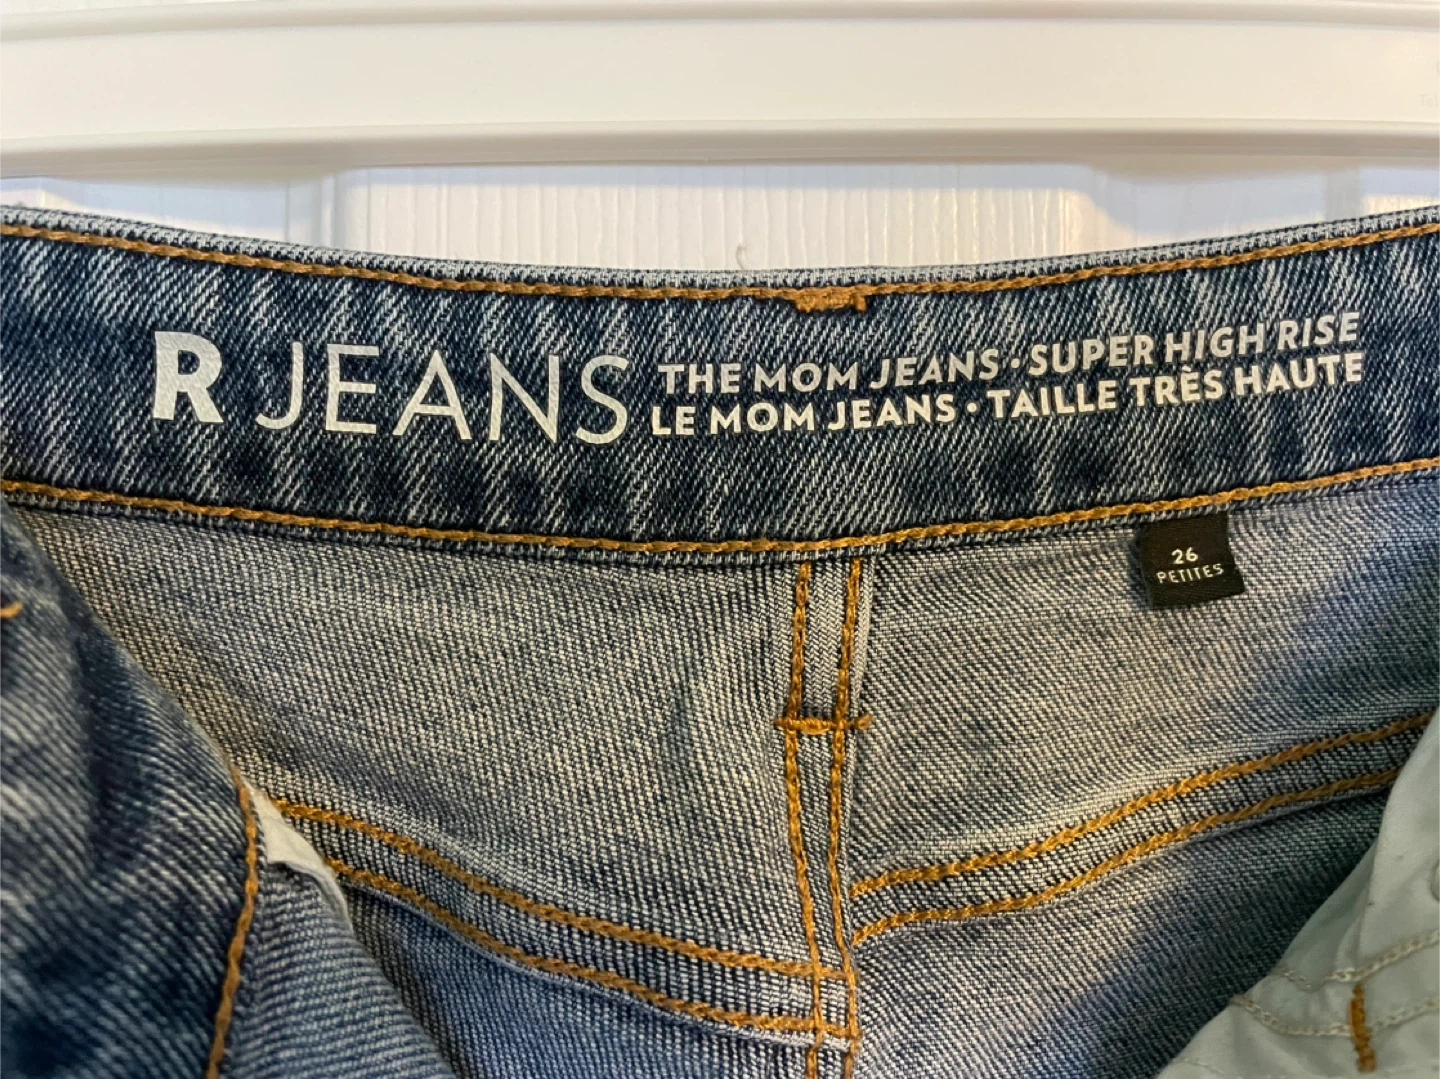 R JEANS
THE MOM JEANS · SUPER HIGH RISE
LE MOM JEANS · TAILLE TRÈS HAUTE
26
PETITES